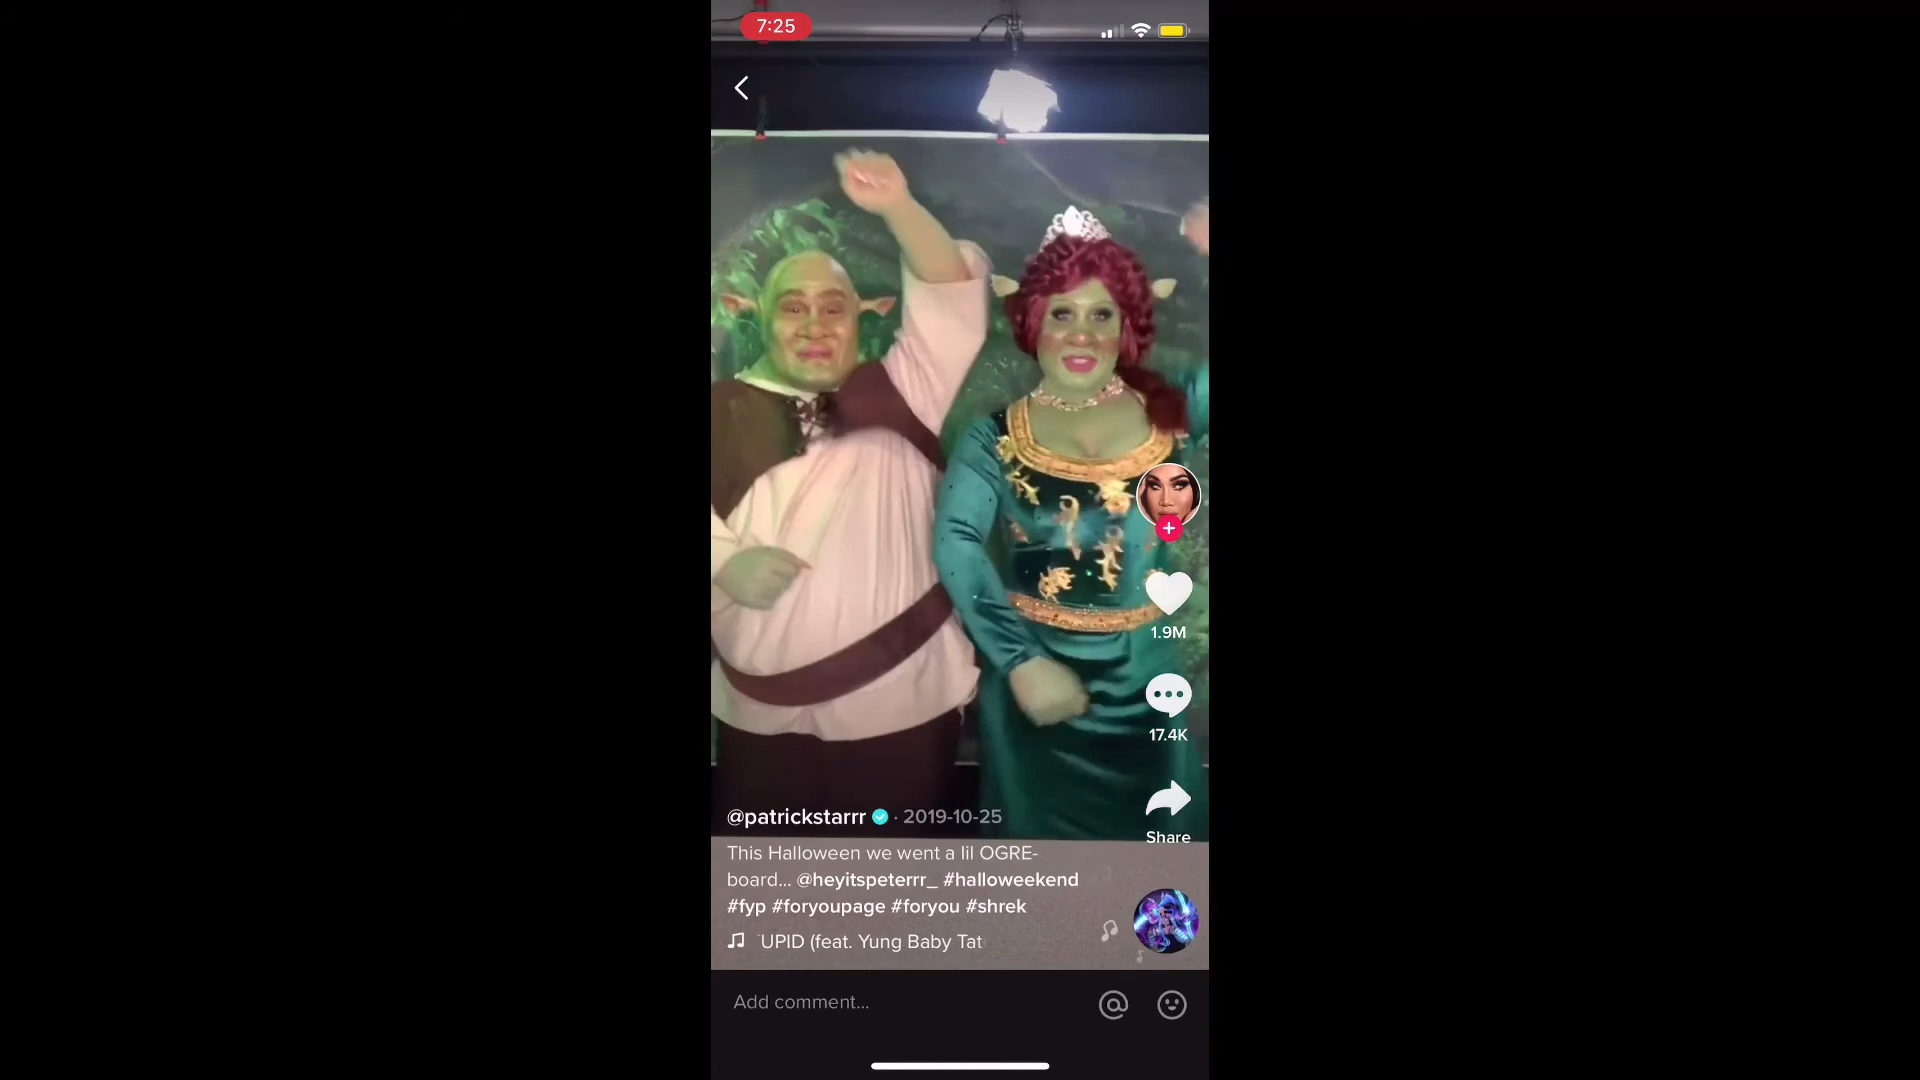 7:25
@patrickstarrr · 2019-10-25
This Halloween we went a lil OGRE-
board... @heyitspeterrr_ #halloweekend
#fyp #foryoupage #foryou #shrek
UPID (feat. Yung Baby Tat
1.9M
17.4K
Share
Add comment...